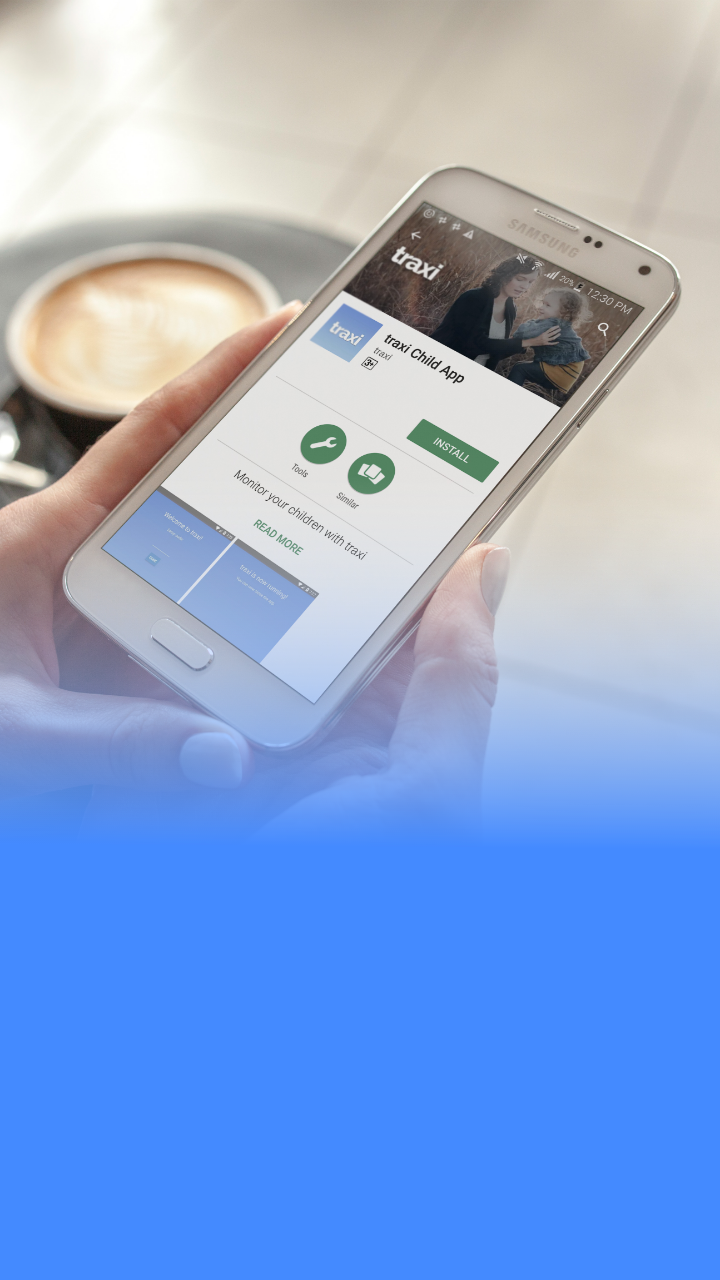 SAMSUNG
20%
12:30 PM
traxi
traxi
traxi Child App
traxi
3+
INSTALL
Tools
Similar
Monitor your children with traxi
READ MORE
Welcome to traxi!
traxi is now running!